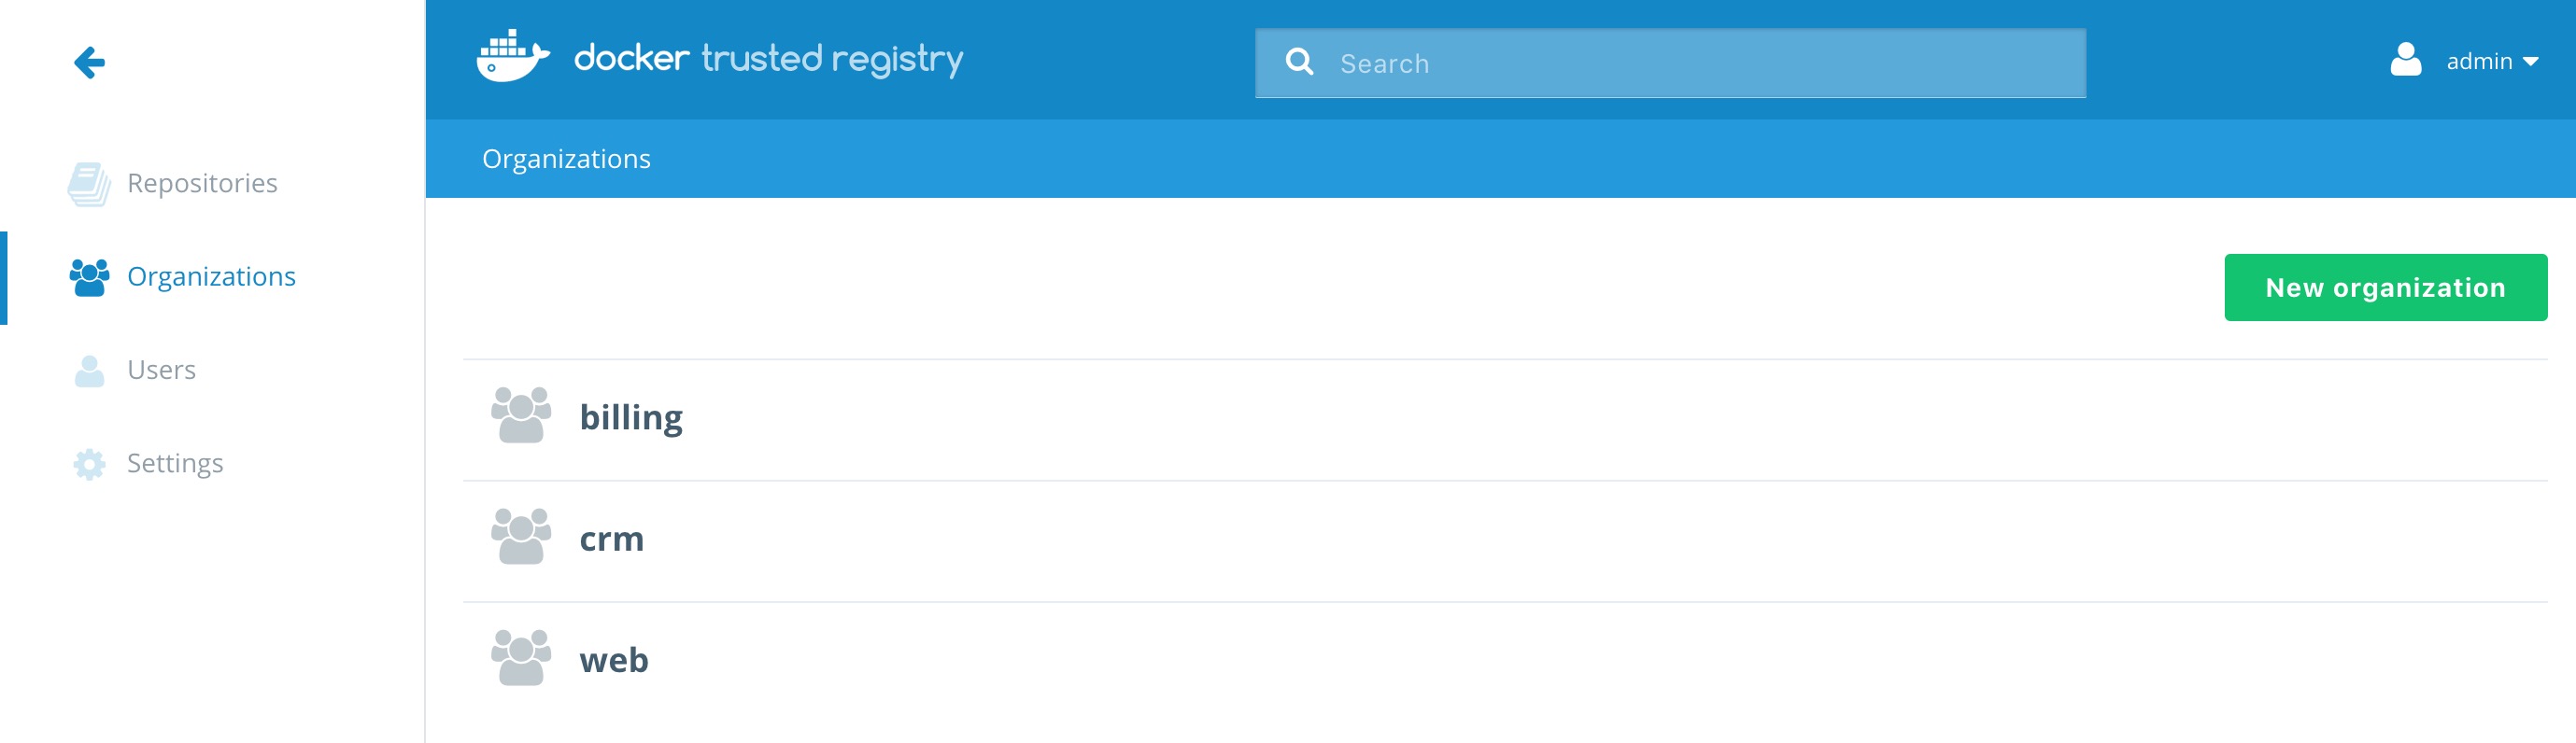 docker trusted registry
Search
admin
Organizations
Repositories
Organizations
Users
Settings
New organization
billing
crm
web